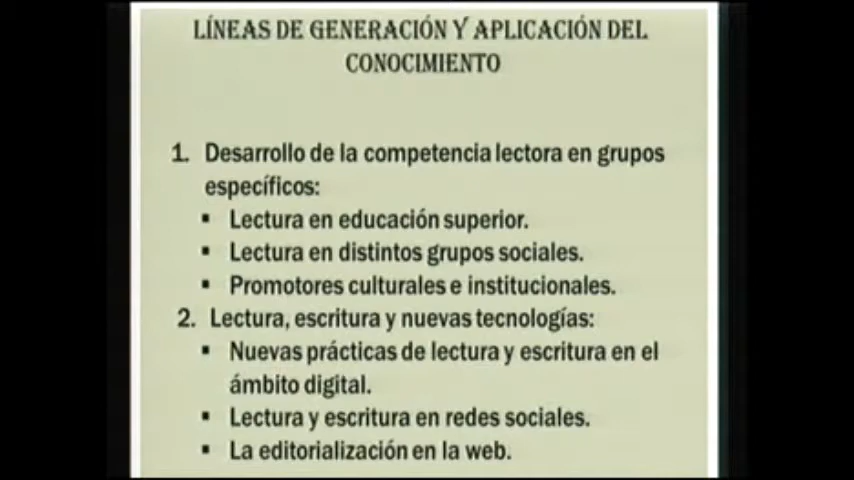 LÍNEAS DE GENERACIÓN Y APLICACIÓN DEL
CONOCIMIENTO
1. Desarrollo de la competencia lectora en grupos
específicos:
▪ Lectura en educación superior.
▪ Lectura en distintos grupos sociales.
▪ Promotores culturales e institucionales.
2. Lectura, escritura y nuevas tecnologías:
▪ Nuevas prácticas de lectura y escritura en el
ámbito digital.
▪ Lectura y escritura en redes sociales.
▪ La editorialización en la web.